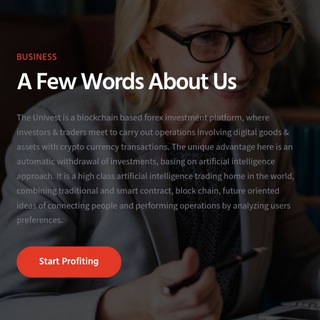 BUSINESS
A Few Words About Us
The Univest is a blockchain based forex investment platform, where
investors & traders meet to carry out operations involving digital goods &
assets with crypto currency transactions. The unique advantage here is an
automatic withdrawal of investments, basing on artificial intelligence
approach. It is a high class artificial intelligence trading home in the world,
combining traditional and smart contract, block chain, future oriented
ideas of connecting people and performing operations by analyzing users
preferences.
Start Profiting